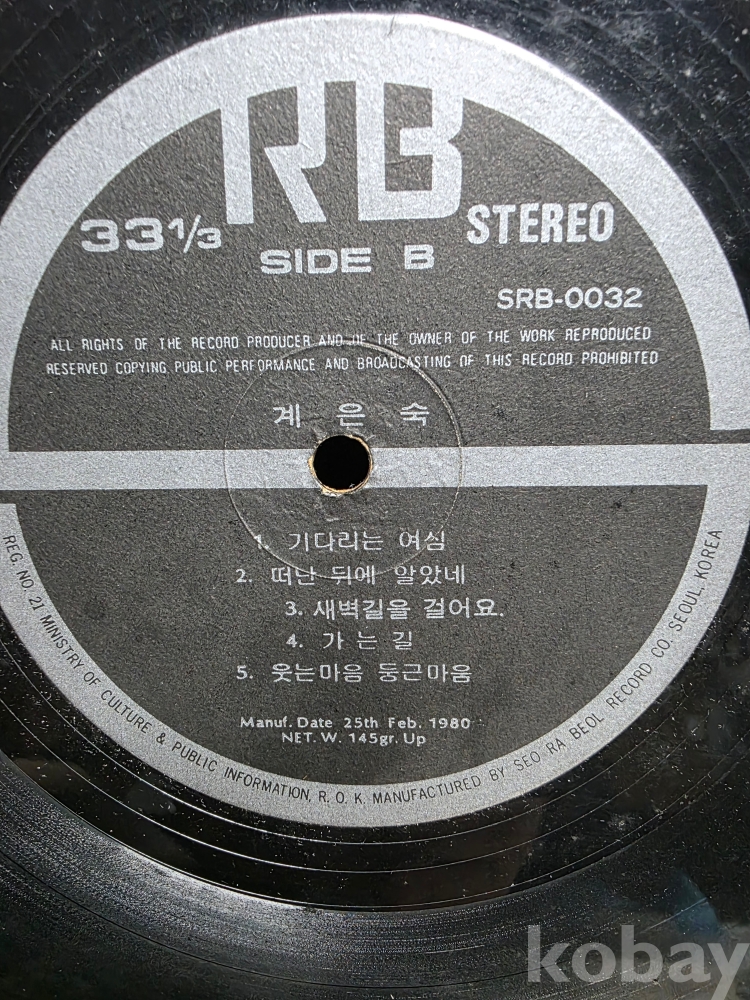 RB
33⅓ STEREO
SIDE B
SRB-0032
ALL RIGHTS OF THE RECORD PRODUCER AND OF THE OWNER OF THE WORK REPRODUCED
RESERVED COPYING PUBLIC PERFORMANCE AND BROADCASTING OF THIS RECORD PROHIBITED
계 은 숙
1. 기다리는 여심
2. 떠난 뒤에 알았네
3. 새벽길을 걸어요.
4. 가 는 길
5. 웃는마음 둥근마음
Manuf. Date 25th Feb. 1980
NET. W. 145gr. Up
REG. NO. 21 MINISTRY OF CULTURE & PUBLIC INFORMATION, R. O. K. MANUFACTURED BY SEO RA BEOL RECORD CO. SEOUL, KOREA
kobay